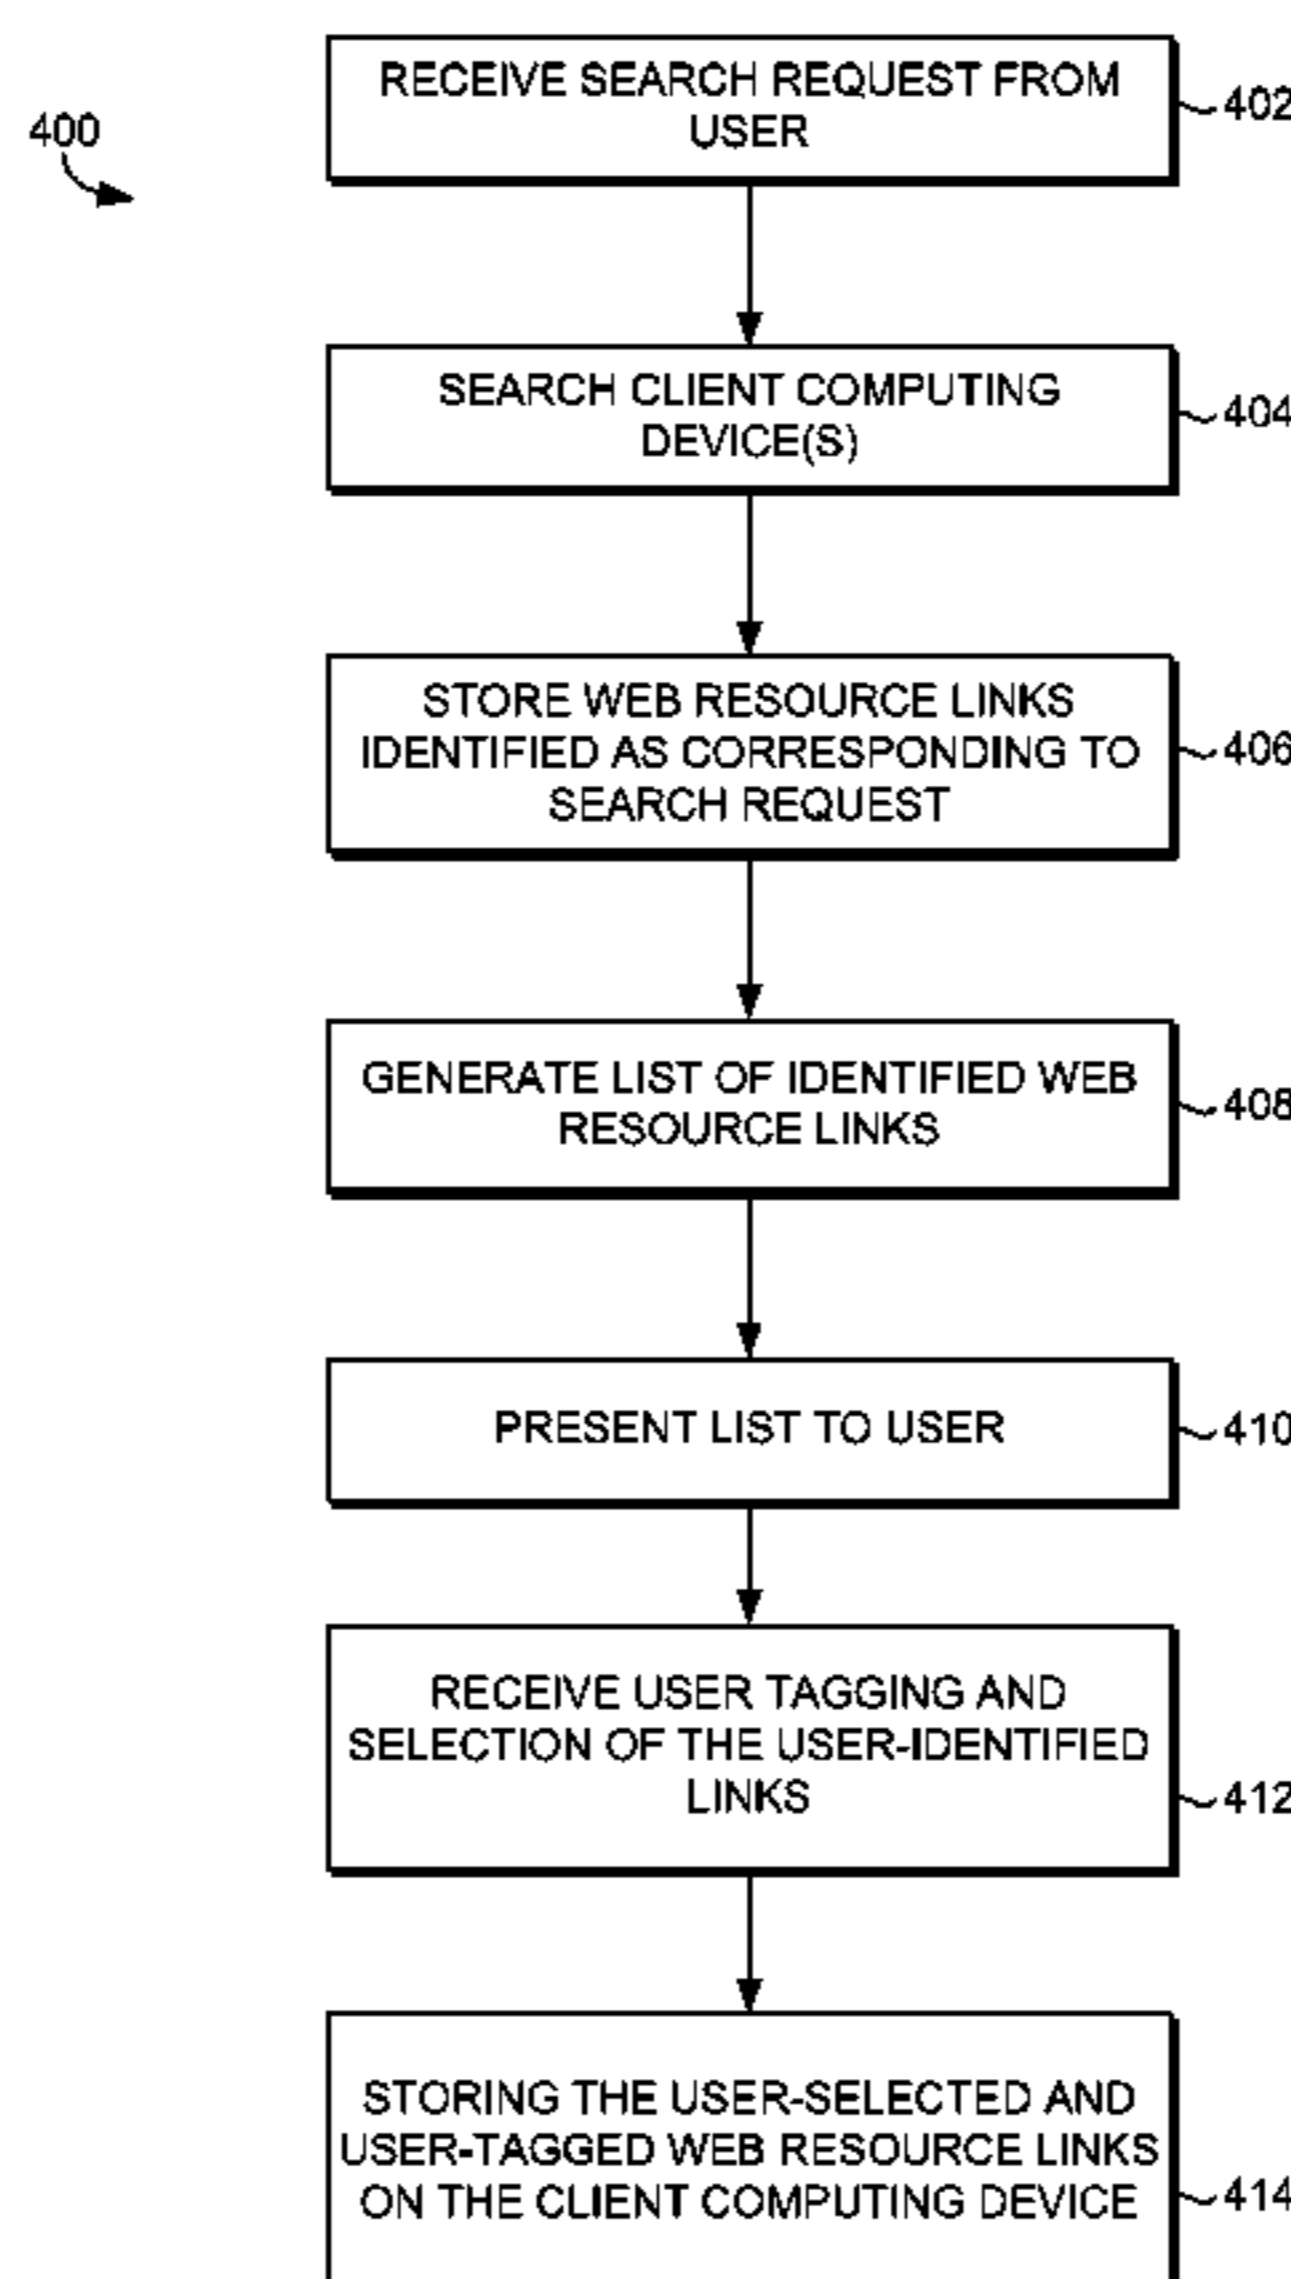 400
RECEIVE SEARCH REQUEST FROM
USER
402
SEARCH CLIENT COMPUTING
DEVICE(S)
404
STORE WEB RESOURCE LINKS
IDENTIFIED AS CORRESPONDING TO
SEARCH REQUEST
406
GENERATE LIST OF IDENTIFIED WEB
RESOURCE LINKS
408
PRESENT LIST TO USER
410
RECEIVE USER TAGGING AND
SELECTION OF THE USER-IDENTIFIED
LINKS
412
STORING THE USER-SELECTED AND
USER-TAGGED WEB RESOURCE LINKS
ON THE CLIENT COMPUTING DEVICE
414